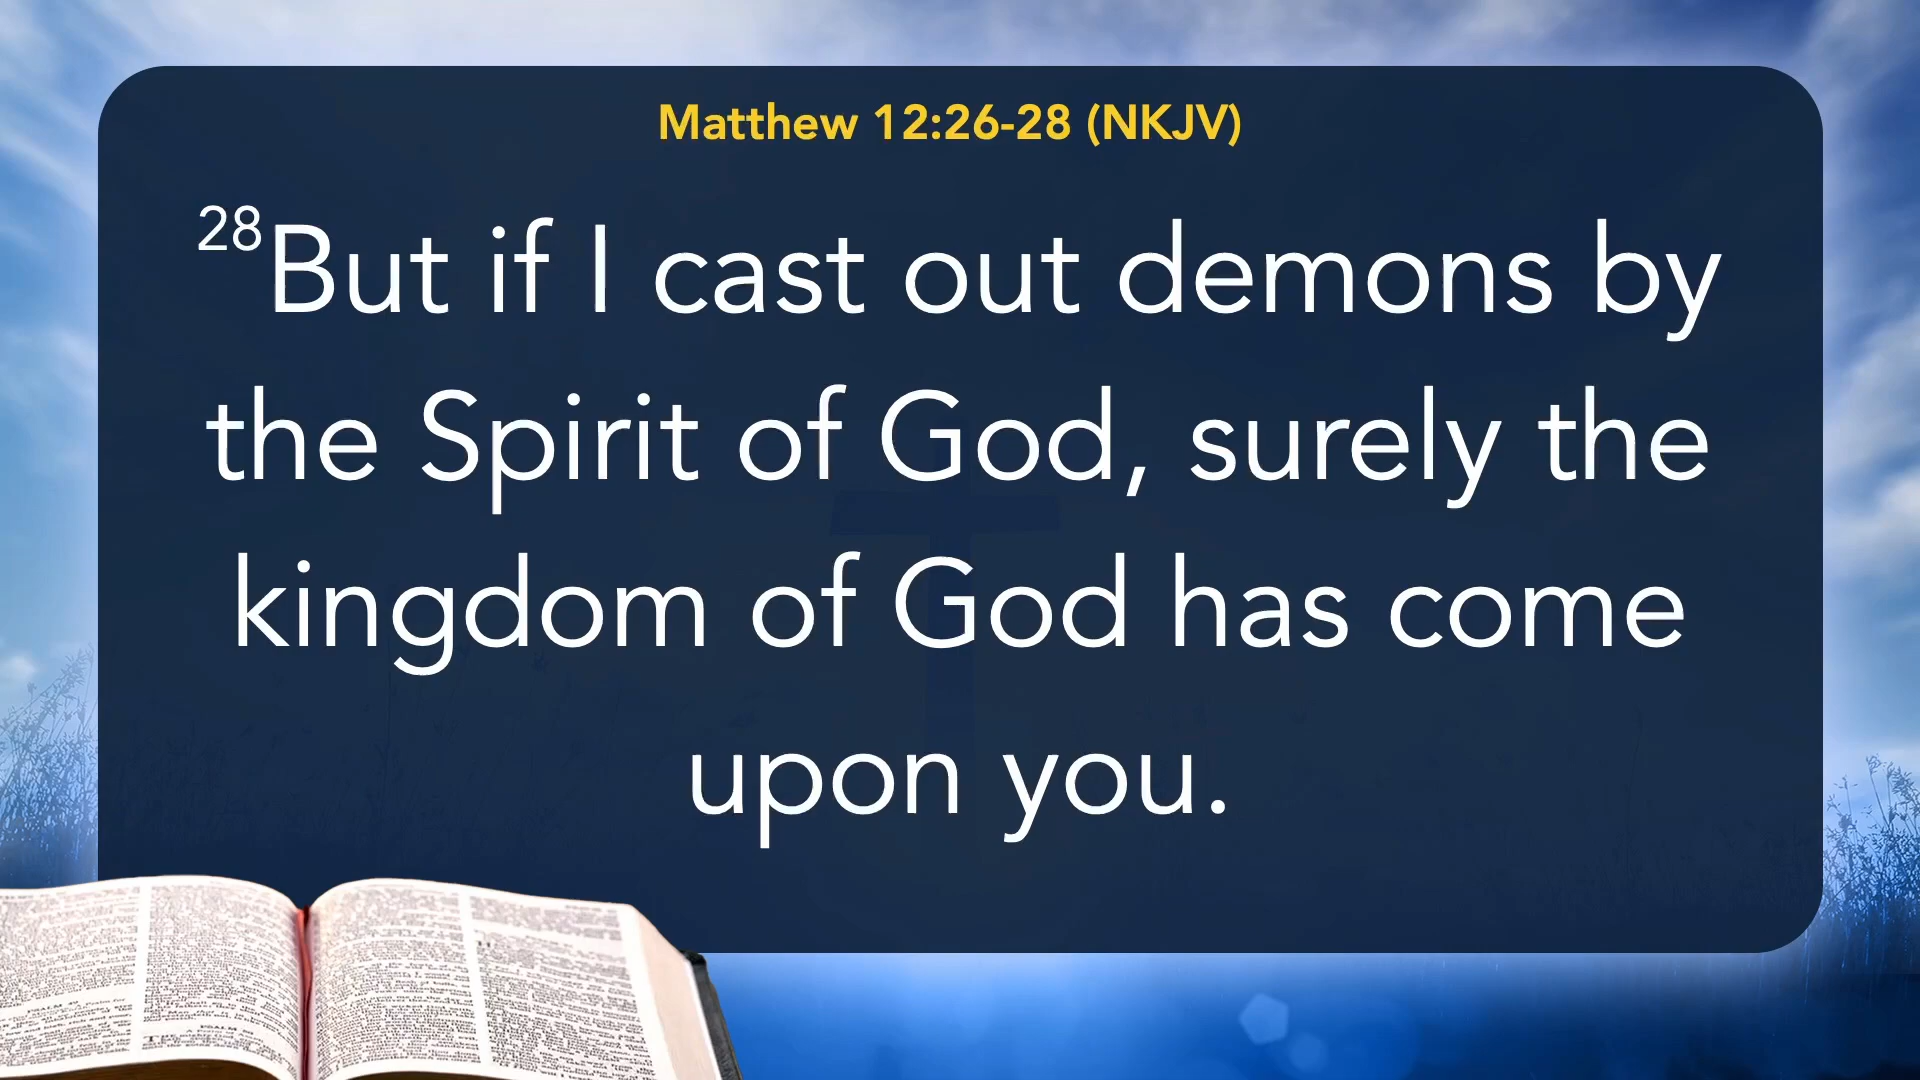 Matthew 12:26-28 (NKJV)
28But if I cast out demons by
the Spirit of God, surely the
kingdom of God has come
upon you.